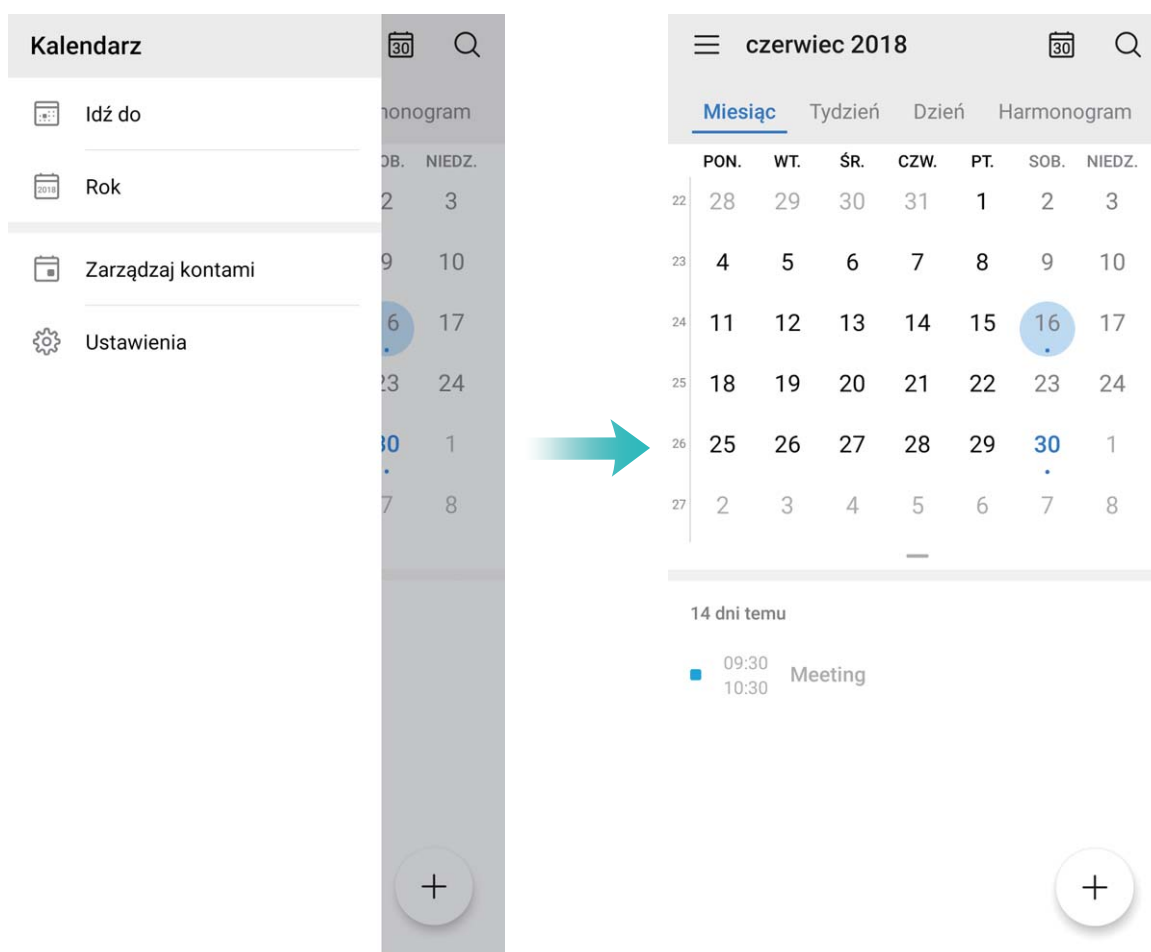 Kalendarz
30
Idź do
2018
Rok
Zarządzaj kontami
Ustawienia
onogram
OB. NIEDZ.
2 3
9 10
6 17
23 24
30 1
7 8
+
czerwiec 2018
30
Miesiąc Tydzień Dzień Harmonogram
PON. WT. ŚR. CZW. PT. SOB. NIEDZ.
22 28 29 30 31 1 2 3
23 4 5 6 7 8 9 10
24 11 12 13 14 15 16 17
25 18 19 20 21 22 23 24
26 25 26 27 28 29 30 1
27 2 3 4 5 6 7 8
14 dni temu
09:30
10:30
Meeting
+